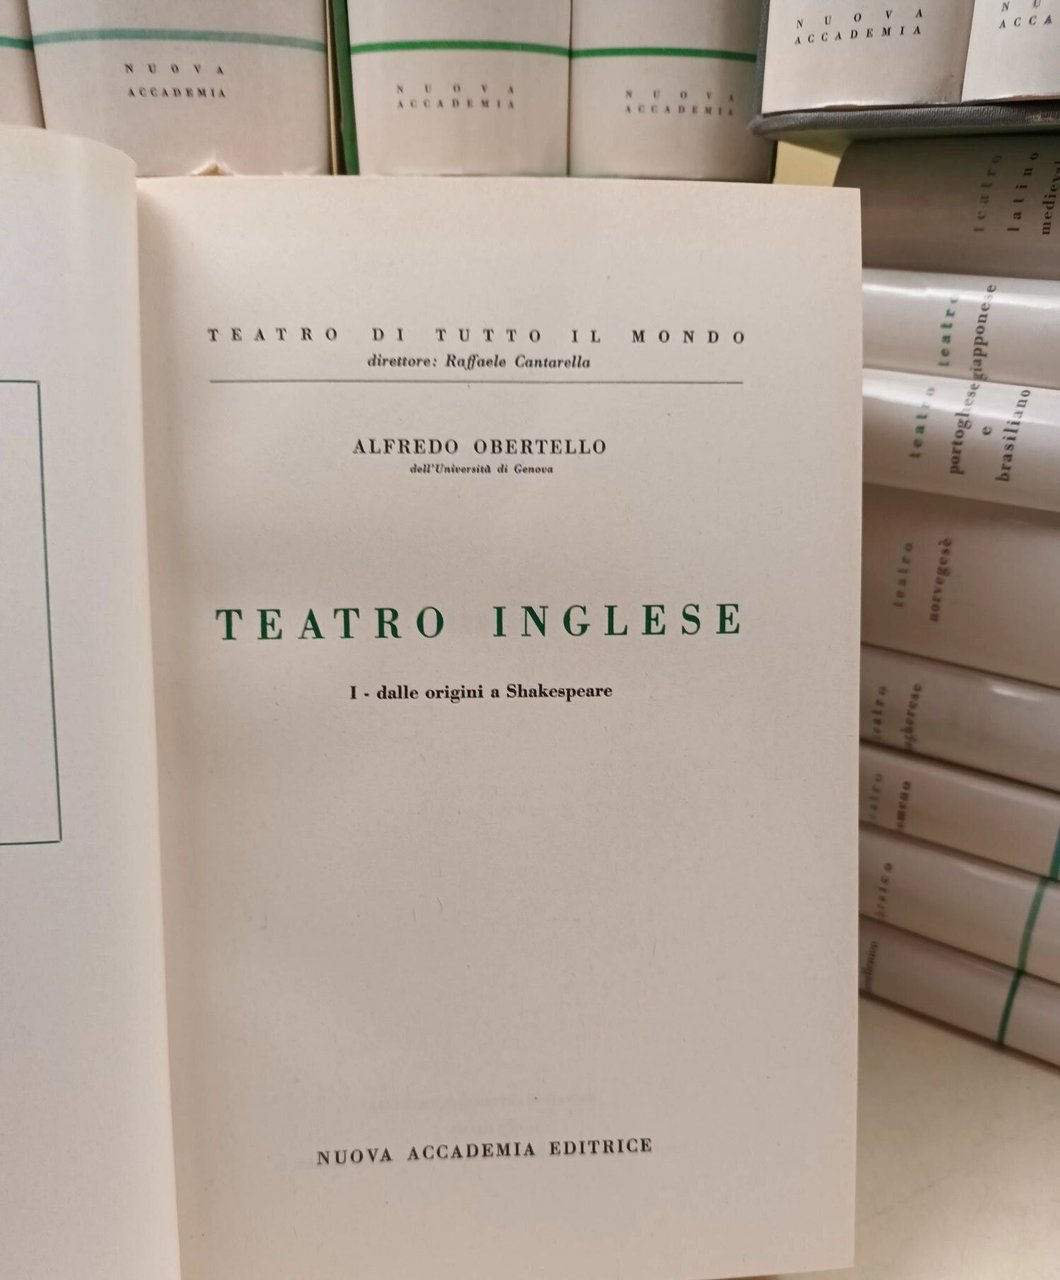 NUOVA
ACCADEMIA
NUOVA
ACCADEMIA
NUOVA
ACCADEMIA
NUOVA
ACCADEMIA
TEATRO DI TUTTO IL MONDO
direttore: Raffaele Cantarella
ALFREDO OBERTELLO
dell'Università di Genova
TEATRO INGLESE
I - dalle origini a Shakespeare
NUOVA ACCADEMIA EDITRICE
teatro
latino
teatro
giapponese
teatro
portoghese
e
brasiliano
teatro
norvegese
teatro